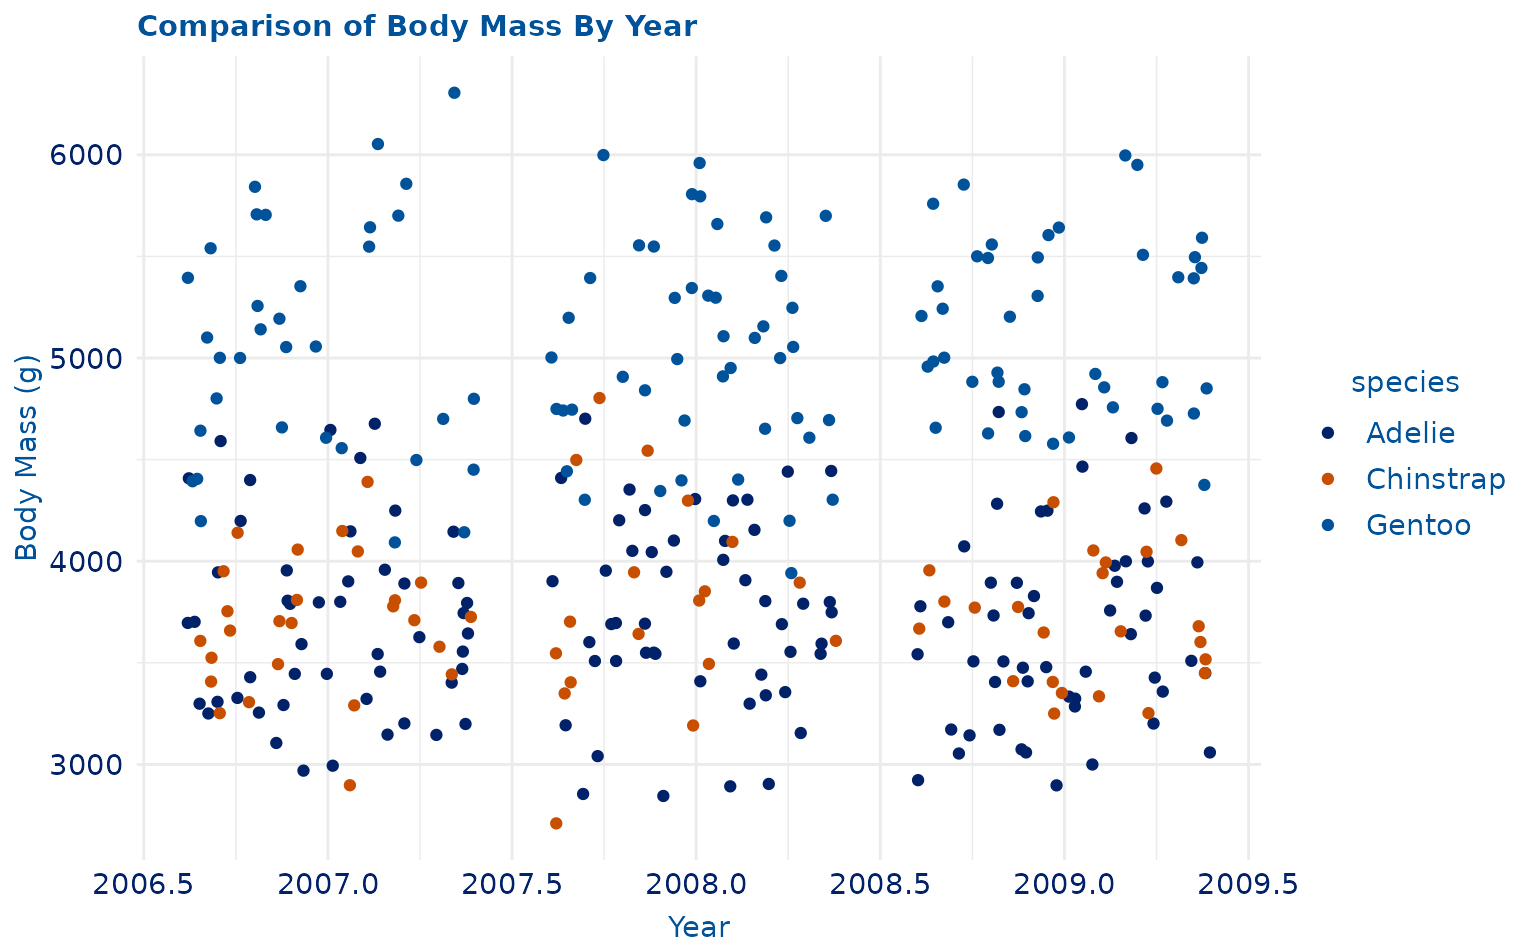 Comparison of Body Mass By Year
6000
5000
4000
3000
Body Mass (g)
2006.5 2007.0 2007.5 2008.0 2008.5 2009.0 2009.5
Year
species
Adelie
Chinstrap
Gentoo